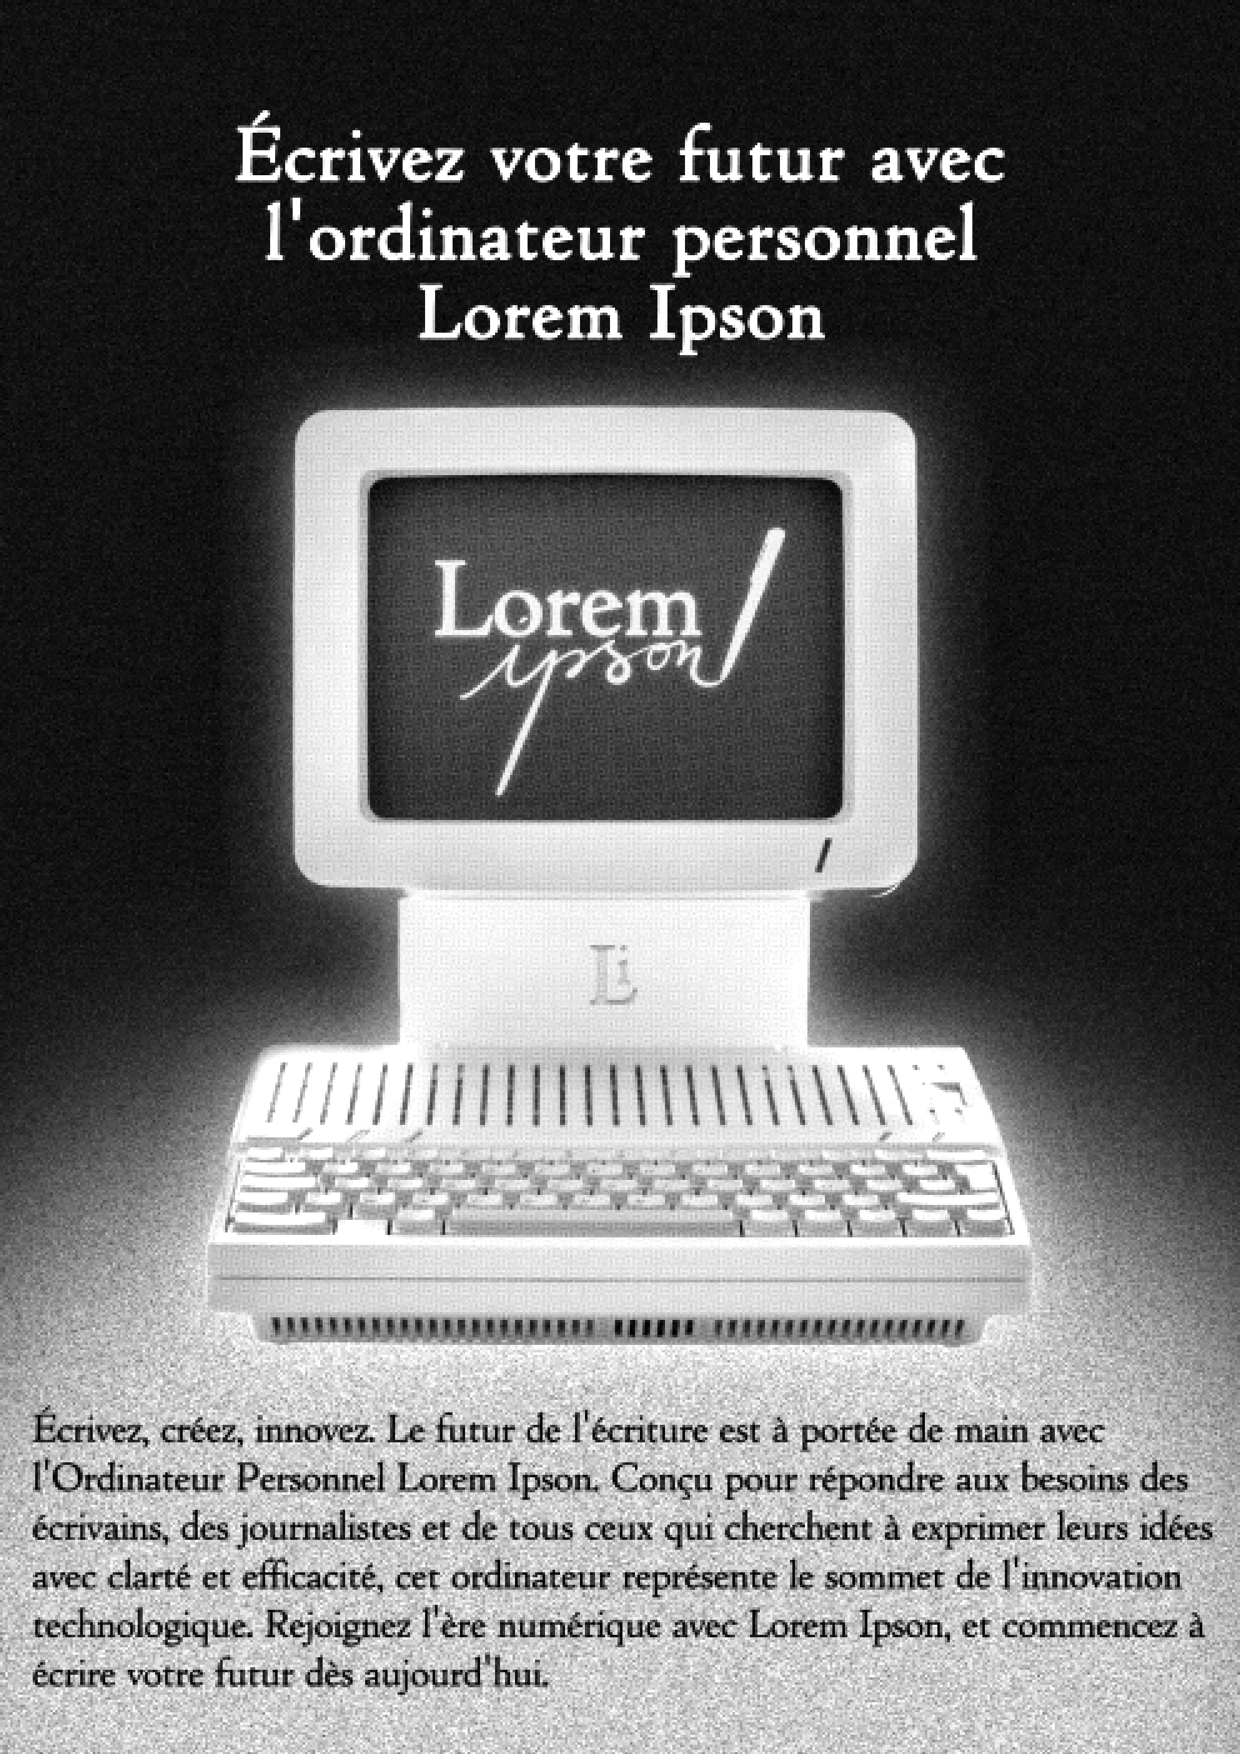 Écrivez votre futur avec
l'ordinateur personnel
Lorem Ipson
Lorem
ipson
Li
Écrivez, créez, innovez. Le futur de l'écriture est à portée de main avec
l'Ordinateur Personnel Lorem Ipson. Conçu pour répondre aux besoins des
écrivains, des journalistes et de tous ceux qui cherchent à exprimer leurs idées
avec clarté et efficacité, cet ordinateur représente le sommet de l'innovation
technologique. Rejoignez l'ère numérique avec Lorem Ipson, et commencez à
écrire votre futur dès aujourd'hui.